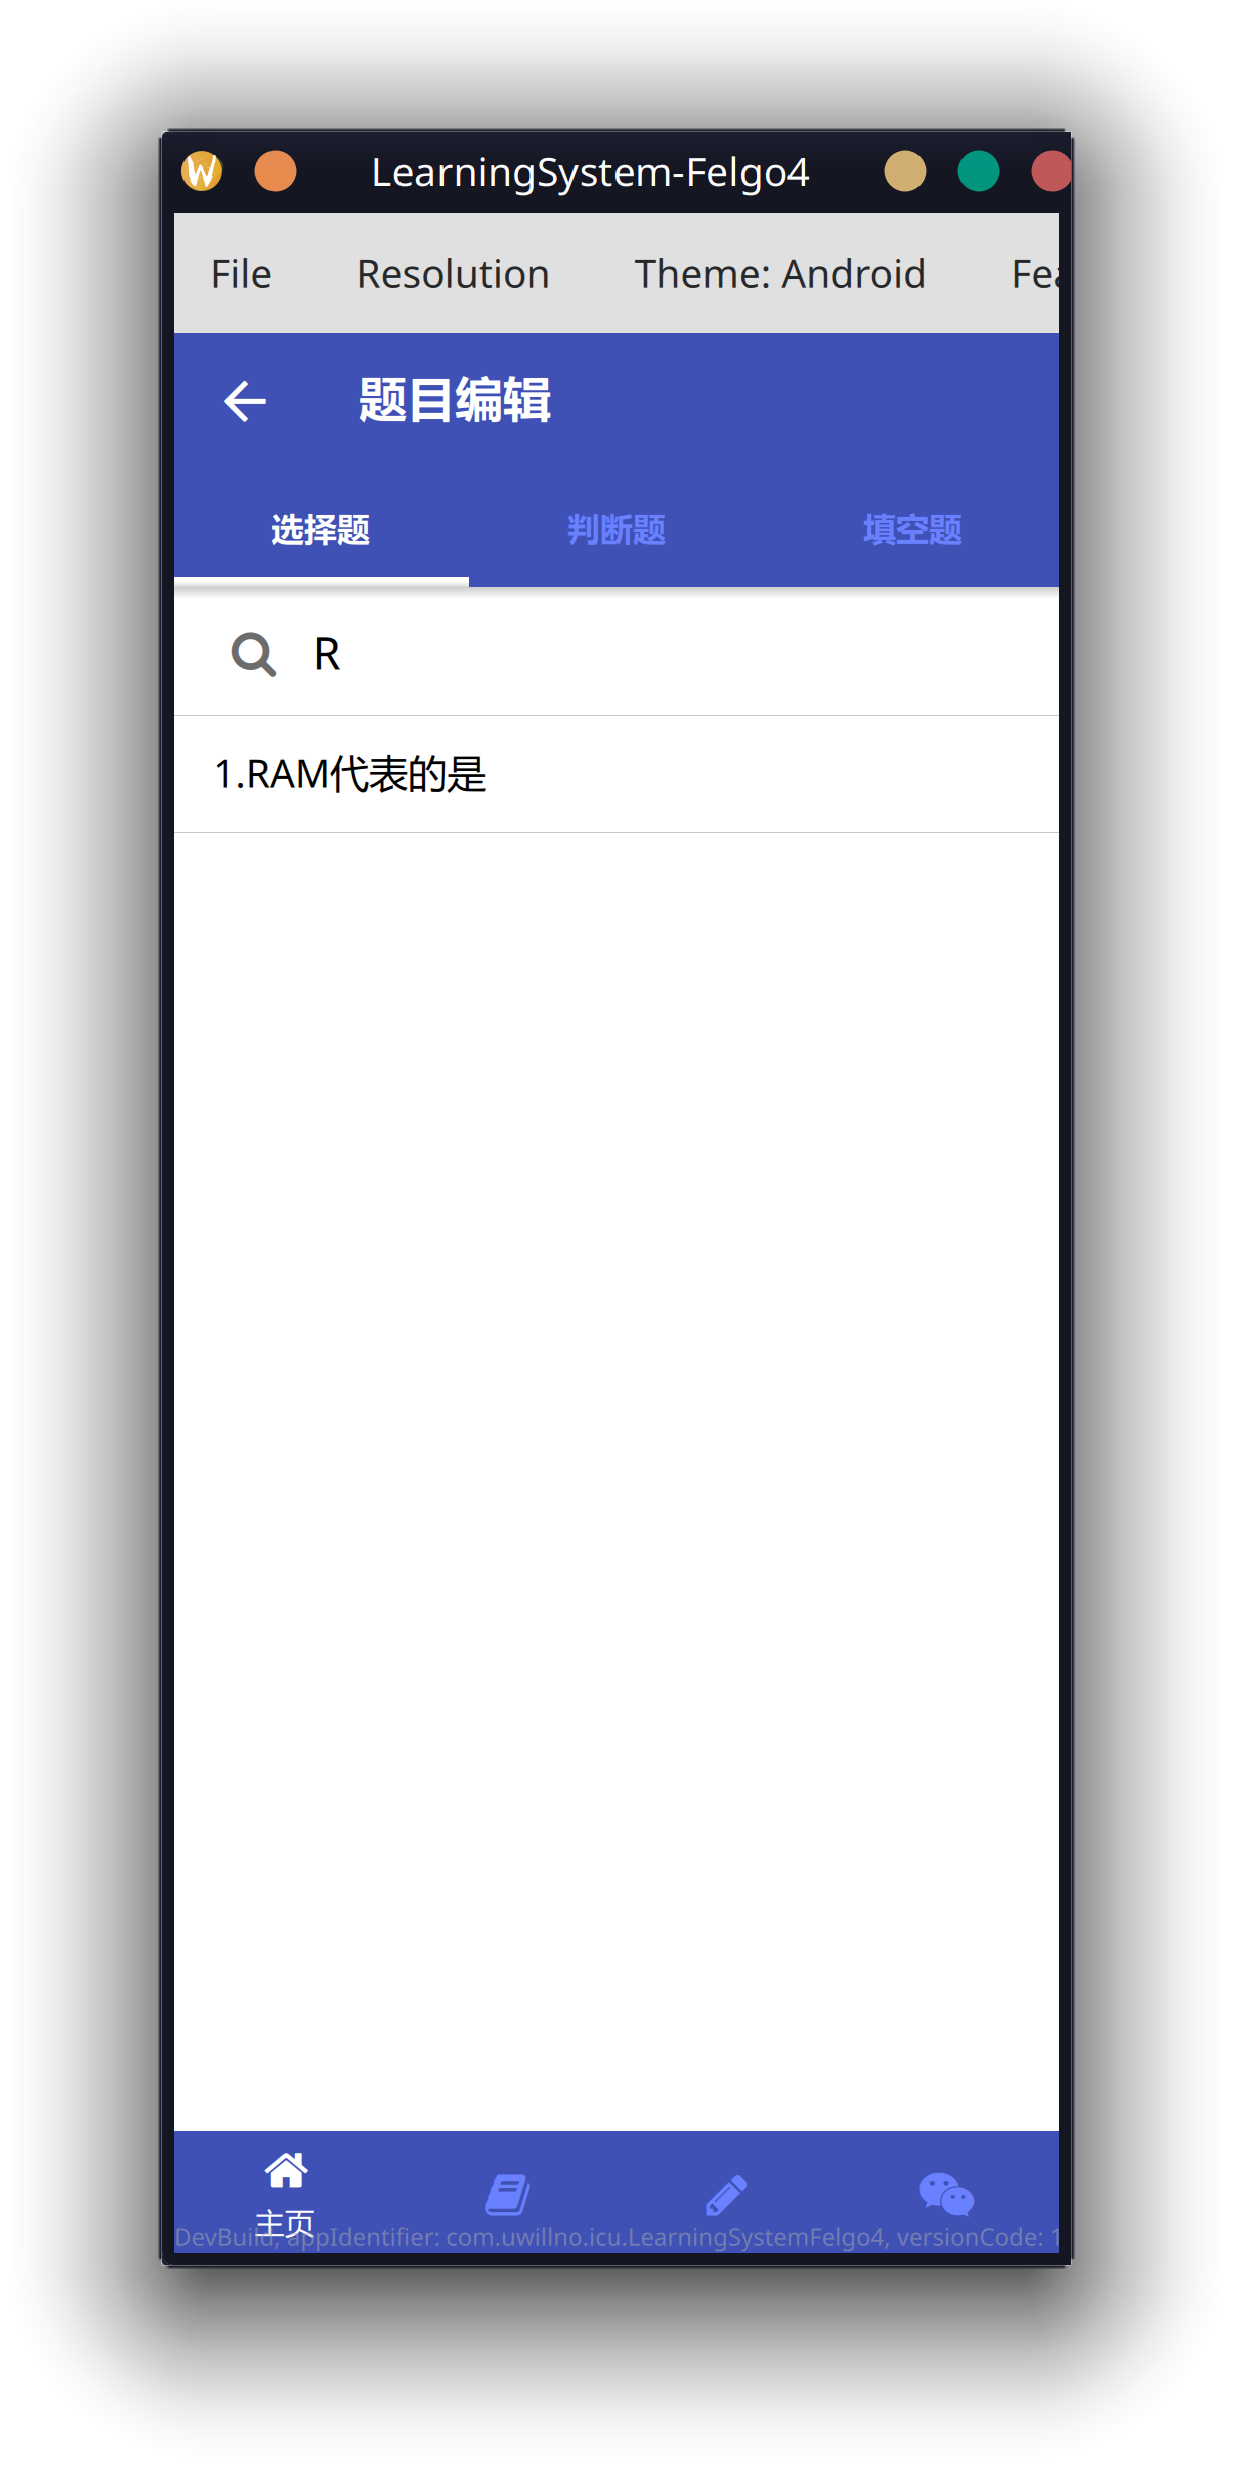 LearningSystem-Felgo4
File Resolution Theme: Android Fea
题目编辑
选择题 判断题 填空题
R
1.RAM代表的是
主页
DevBuild, appIdentifier: com.uwillno.icu.LearningSystemFelgo4, versionCode: 1